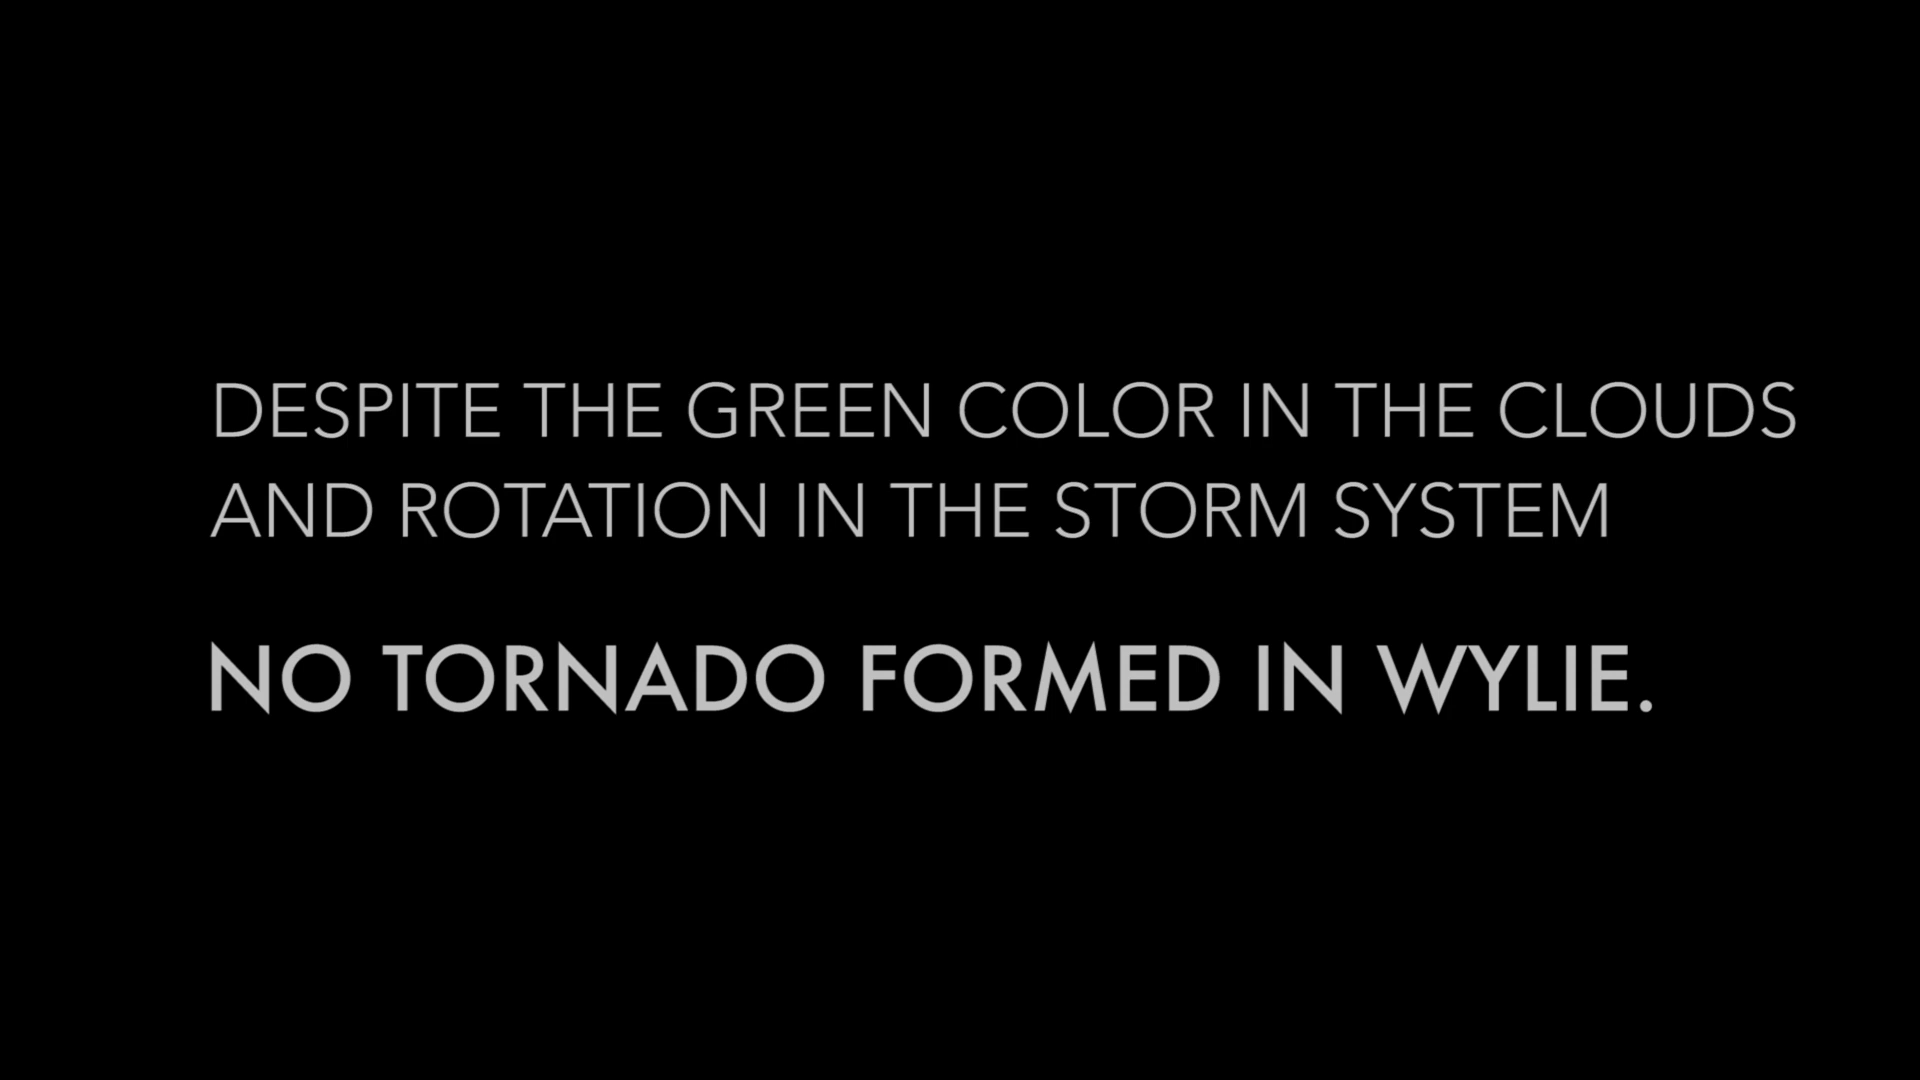 DESPITE THE GREEN COLOR IN THE CLOUDS
AND ROTATION IN THE STORM SYSTEM
NO TORNADO FORMED IN WYLIE.